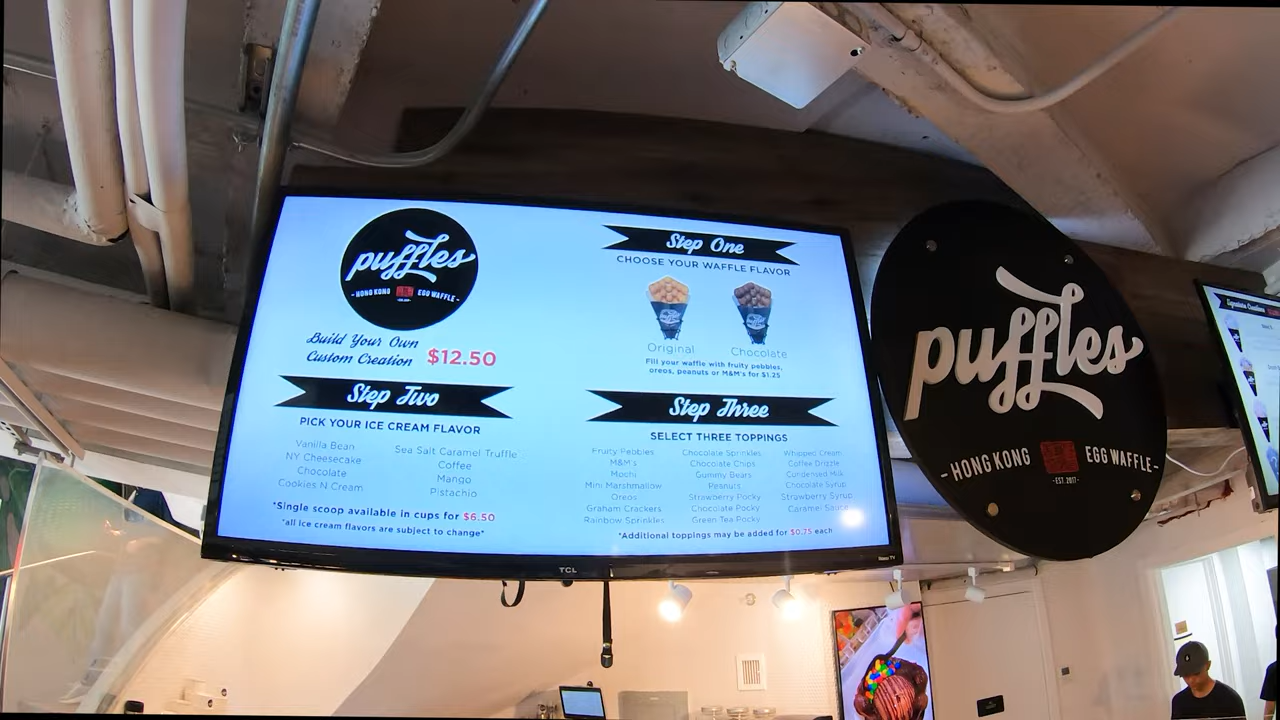 puffles
- HONG KONG EGG WAFFLE -
Build Your Own
Custom Creation $12.50
Step One
CHOOSE YOUR WAFFLE FLAVOR
Original Chocolate
Fill your waffle with fruity pebbles,
oreos, peanuts or M&M's for $1.25
Step Two
PICK YOUR ICE CREAM FLAVOR
Vanilla Bean
NY Cheesecake
Chocolate
Cookies N Cream
Sea Salt Caramel Truffle
Coffee
Mango
Pistachio
*Single scoop available in cups for $6.50
*all ice cream flavors are subject to change*
Step Three
SELECT THREE TOPPINGS
Fruity Pebbles
M&M's
Mochi
Mini Marshmallow
Oreos
Graham Crackers
Rainbow Sprinkles
Chocolate Sprinkles
Chocolate Chips
Gummy Bears
Peanuts
Strawberry Pocky
Chocolate Pocky
Green Tea Pocky
Whipped Cream
Coffee Drizzle
Condensed Milk
Chocolate Syrup
Strawberry Syrup
Caramel Sauce
*Additional toppings may be added for $0.75 each
TCL
Roku TV
puffles
- HONG KONG EGG WAFFLE -
- EST. 2017 -
Signature Creations